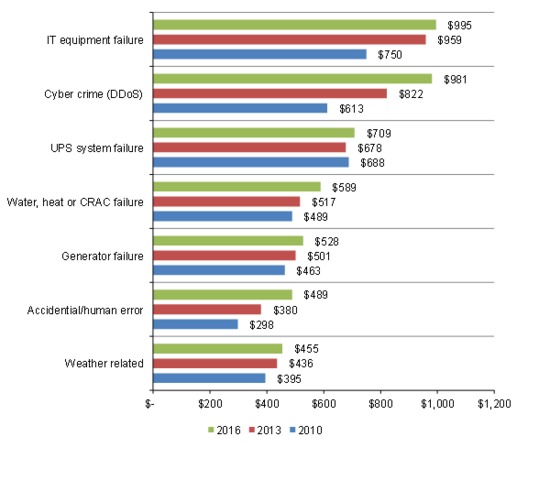 IT equipment failure
$995
$959
$750
Cyber crime (DDoS)
$981
$822
$613
UPS system failure
$709
$678
$688
Water, heat or CRAC failure
$589
$517
$489
Generator failure
$528
$501
$463
Accidential/human error
$489
$380
$298
Weather related
$455
$436
$395
$- $200 $400 $600 $800 $1,000 $1,200
2016 2013 2010